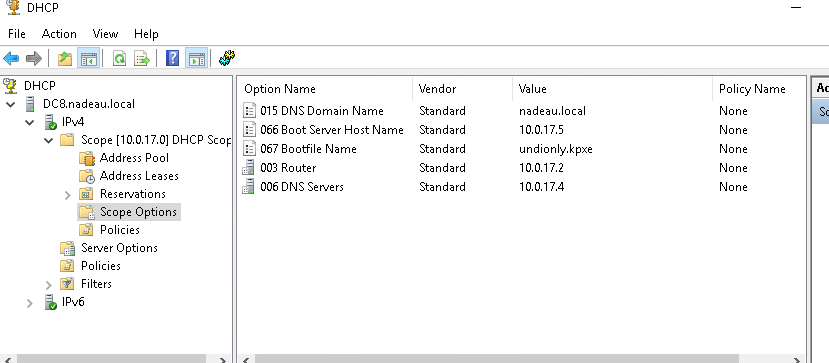 DHCP
File Action View Help
DHCP
DC8.nadeau.local
IPv4
Scope [10.0.17.0] DHCP Scop
Address Pool
Address Leases
Reservations
Scope Options
Policies
Server Options
Policies
Filters
IPv6
Option Name Vendor Value Policy Name
015 DNS Domain Name Standard nadeau.local None
066 Boot Server Host Name Standard 10.0.17.5 None
067 Bootfile Name Standard undionly.kpxe None
003 Router Standard 10.0.17.2 None
006 DNS Servers Standard 10.0.17.4 None
Ac
Sc